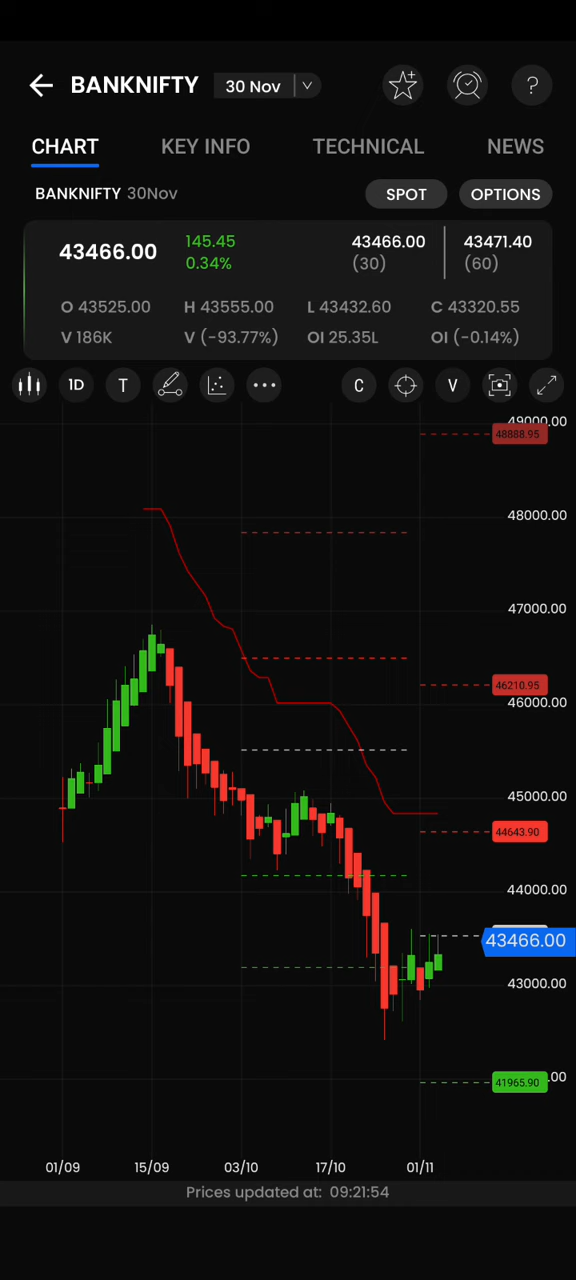 BANKNIFTY 30 Nov ?
CHART KEY INFO TECHNICAL NEWS
BANKNIFTY 30Nov SPOT OPTIONS
43466.00 145.45 0.34% 43466.00 (30) 43471.40 (60)
O 43525.00 H 43555.00 L 43432.60 C 43320.55
V 186K V (-93.77%) OI 25.35L OI (-0.14%)
1D T C V
49000.00
48888.95
48000.00
47000.00
46210.95
46000.00
45000.00
44643.90
44000.00
43466.00
43000.00
41965.90 .00
01/09 15/09 03/10 17/10 01/11
Prices updated at: 09:21:54